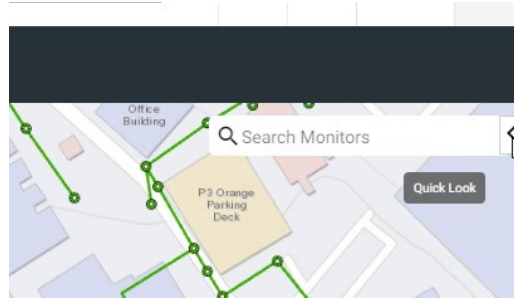 Office
Building
Search Monitors
Quick Look
P3 Orange
Parking
Deck